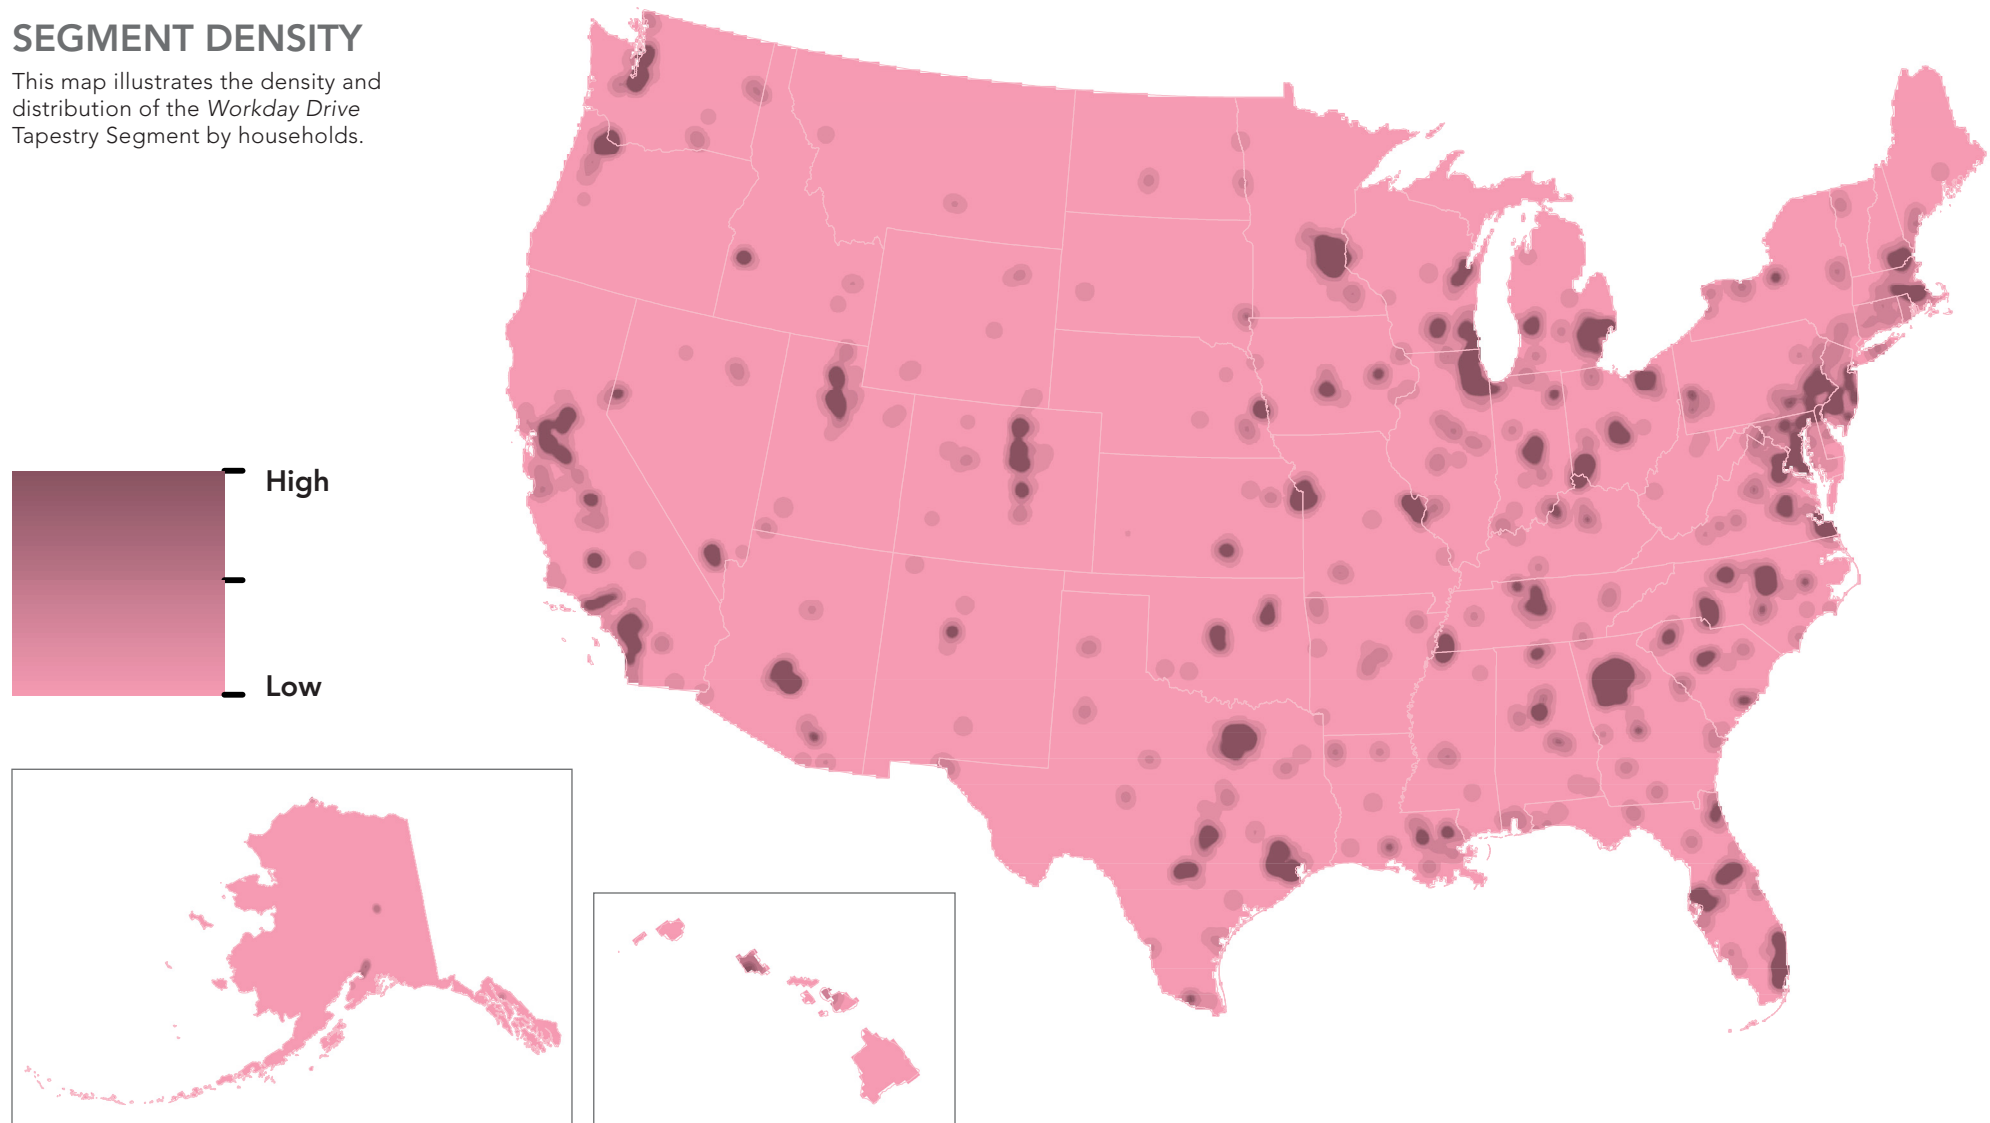 SEGMENT DENSITY
This map illustrates the density and
distribution of the Workday Drive
Tapestry Segment by households.
High
Low